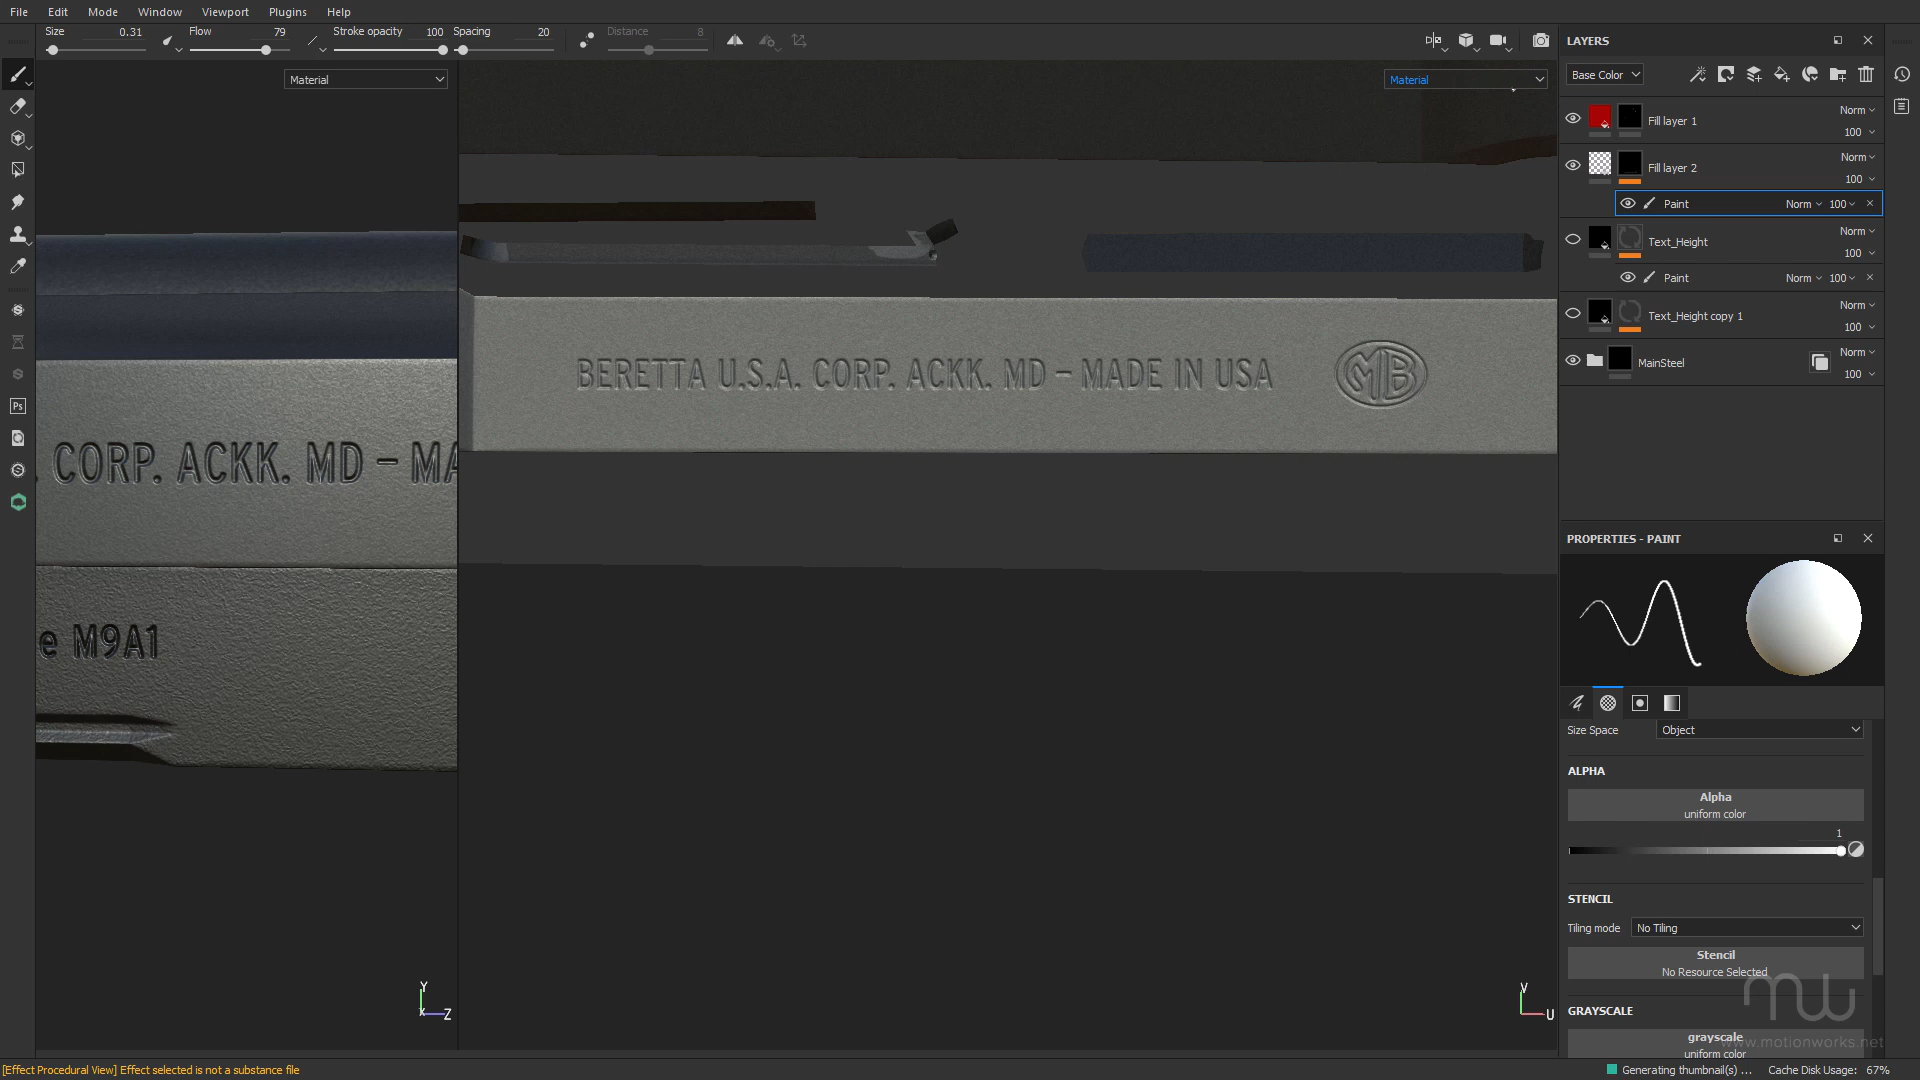 File Edit Mode Window Viewport Plugins Help
Size 0.31 Flow 79 Stroke opacity 100 Spacing 20 Distance 8
Material
Material
CORP. ACKK. MD – MA
e M9A1
BERETTA U.S.A. CORP. ACKK. MD – MADE IN USA
MB
Y
X Z
V
U
LAYERS
Base Color
Fill layer 1 Norm
100
Fill layer 2 Norm
100
Paint Norm 100
Text_Height Norm
100
Paint Norm 100
Text_Height copy 1 Norm
100
MainSteel Norm
100
PROPERTIES - PAINT
Size Space Object
ALPHA
Alpha
uniform color
1
STENCIL
Tiling mode No Tiling
Stencil
No Resource Selected
GRAYSCALE
grayscale
uniform color
mw
www.motionworks.net
Ps
[Effect Procedural View] Effect selected is not a substance file
Generating thumbnail(s) ... Cache Disk Usage: 67%